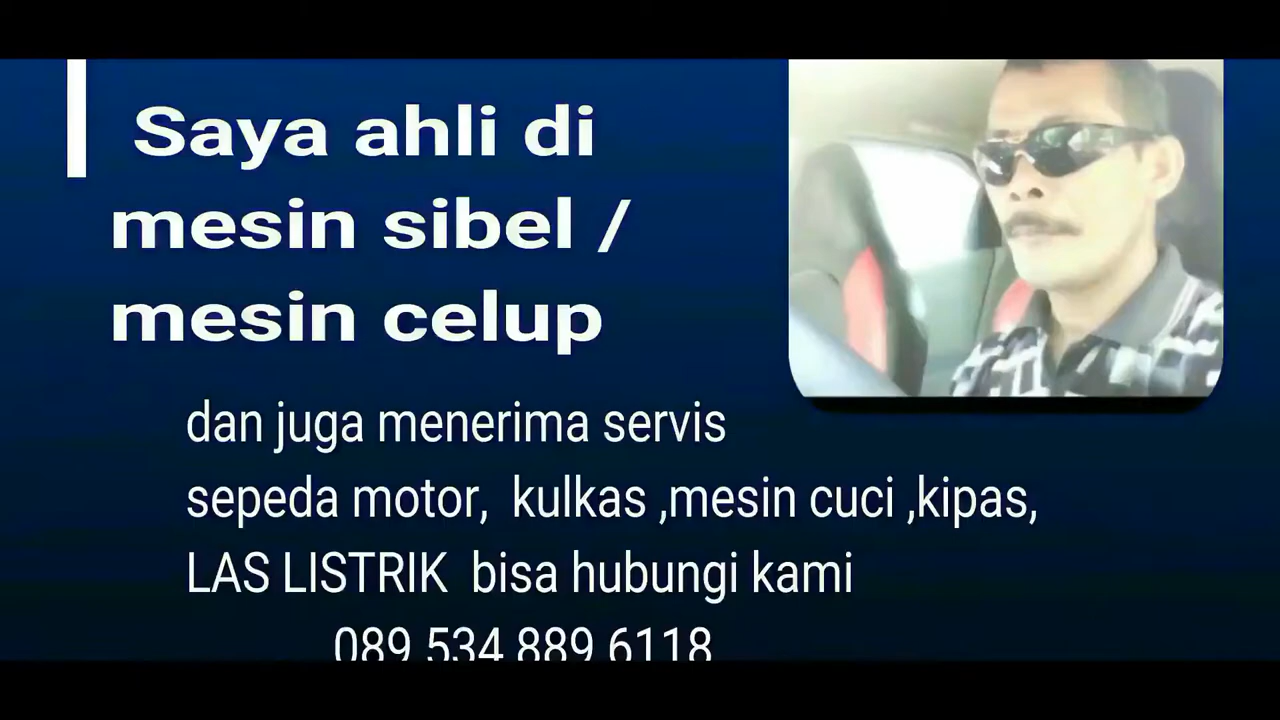 Saya ahli di
mesin sibel /
mesin celup
dan juga menerima servis
sepeda motor, kulkas ,mesin cuci ,kipas,
LAS LISTRIK bisa hubungi kami
089 534 889 6118